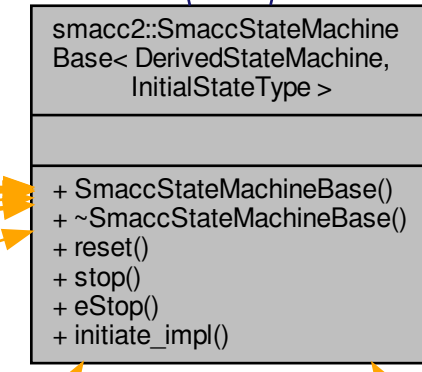 smacc2::SmaccStateMachine
Base< DerivedStateMachine,
InitialStateType >
+ SmaccStateMachineBase()
+ ~SmaccStateMachineBase()
+ reset()
+ stop()
+ eStop()
+ initiate_impl()